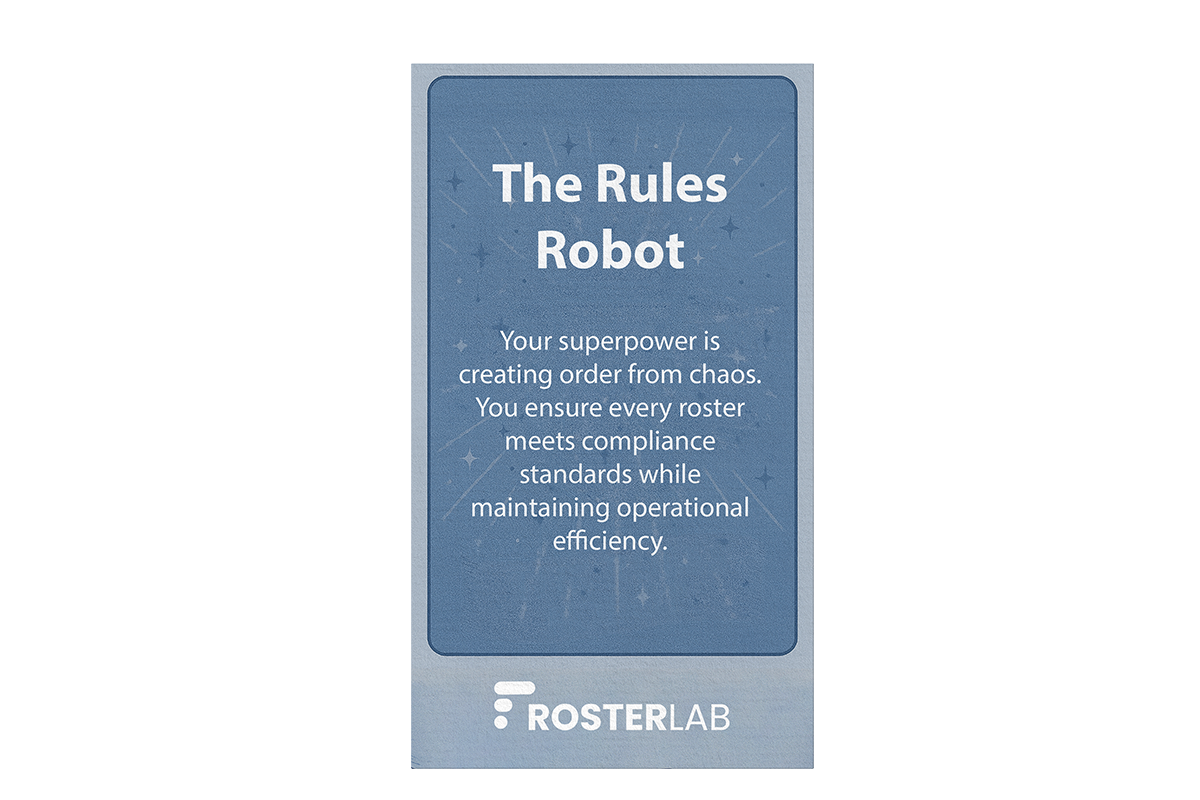 The Rules
Robot
Your superpower is
creating order from chaos.
You ensure every roster
meets compliance
standards while
maintaining operational
efficiency.
ROSTERLAB